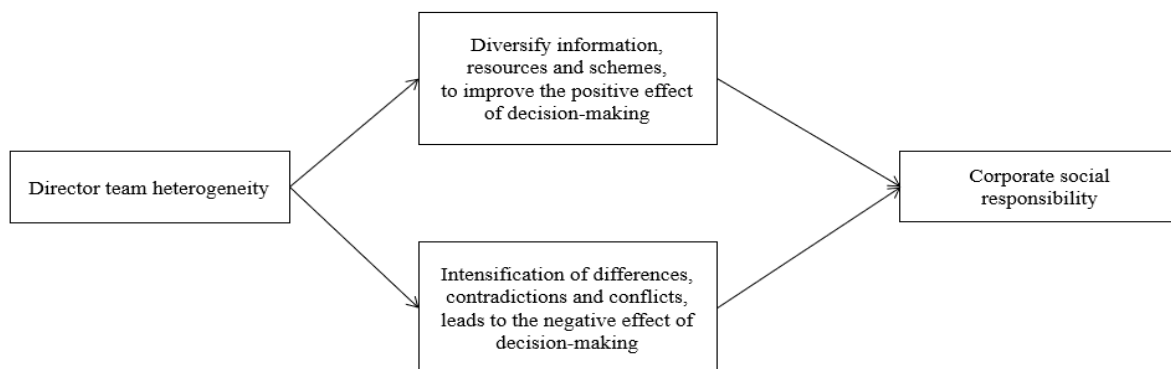 Diversify information,
resources and schemes,
to improve the positive effect
of decision-making
Director team heterogeneity
Corporate social
responsibility
Intensification of differences,
contradictions and conflicts,
leads to the negative effect of
decision-making